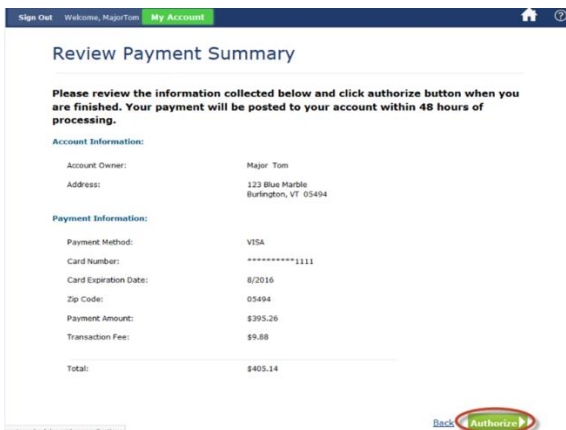 Sign Out Welcome, MajorTom My Account
Review Payment Summary
Please review the information collected below and click authorize button when you
are finished. Your payment will be posted to your account within 48 hours of
processing.
Account Information:
Account Owner: Major Tom
Address: 123 Blue Marble
Burlington, VT 05494
Payment Information:
Payment Method: VISA
Card Number: **********1111
Card Expiration Date: 8/2016
Zip Code: 05494
Payment Amount: $395.26
Transaction Fee: $9.88
Total: $405.14
Back Authorize